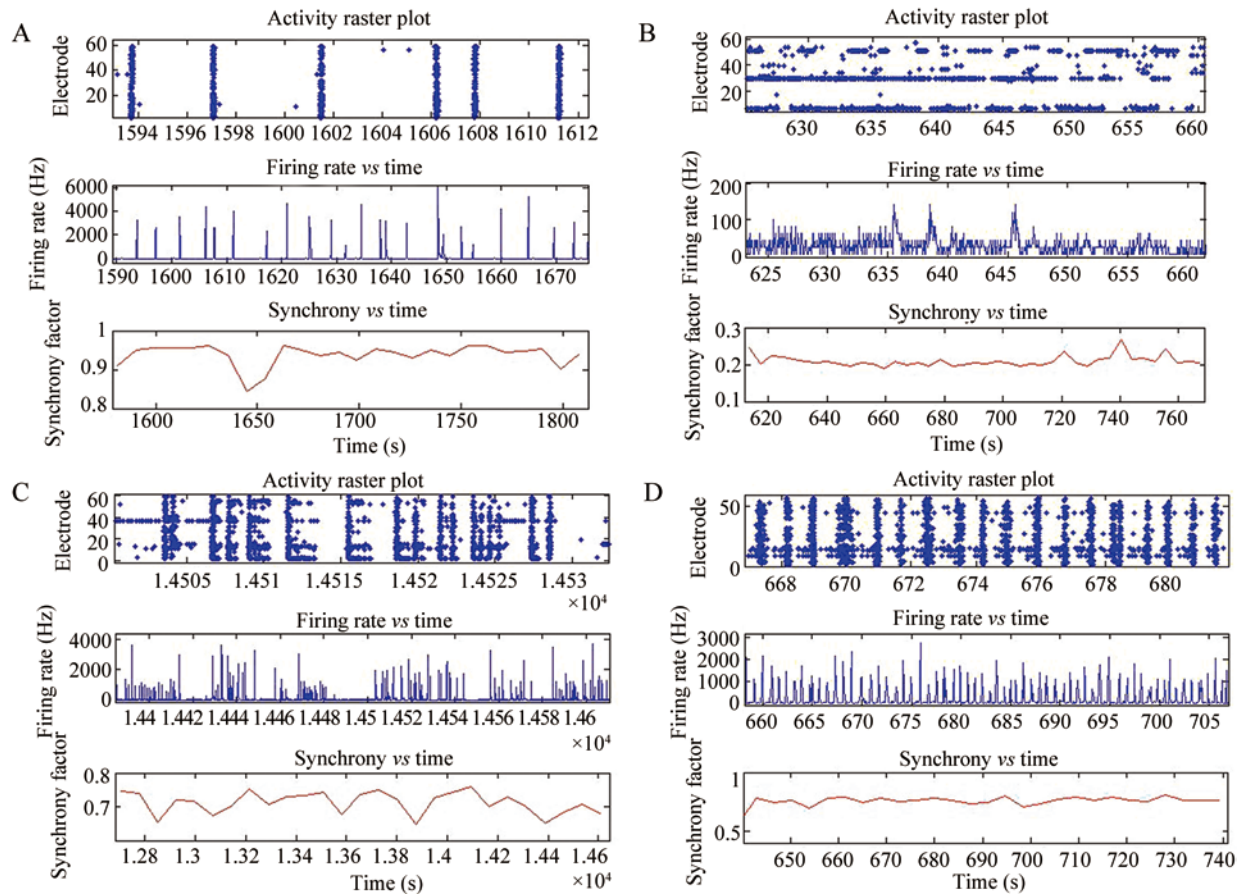 A
Activity raster plot
Electrode
60
40
20
1594 1596 1598 1600 1602 1604 1606 1608 1610 1612
Firing rate vs time
Firing rate (Hz)
6000
4000
2000
0
1590 1600 1610 1620 1630 1640 1650 1660 1670
Synchrony vs time
Synchrony factor
1
0.9
0.8
1600 1650 1700 1750 1800
Time (s)
B
Activity raster plot
Electrode
60
40
20
630 635 640 645 650 655 660
Firing rate vs time
Firing rate (Hz)
200
100
0
625 630 635 640 645 650 655 660
Synchrony vs time
Synchrony factor
0.3
0.2
0.1
620 640 660 680 700 720 740 760
Time (s)
C
Activity raster plot
Electrode
60
40
20
0
1.4505 1.451 1.4515 1.452 1.4525 1.453
×10⁴
Firing rate vs time
Firing rate (Hz)
4000
2000
0
1.44 1.442 1.444 1.446 1.448 1.45 1.452 1.454 1.456 1.458 1.46
×10⁴
Synchrony vs time
Synchrony factor
0.8
0.7
1.28 1.3 1.32 1.34 1.36 1.38 1.4 1.42 1.44 1.46
Time (s)
×10⁴
D
Activity raster plot
Electrode
50
0
668 670 672 674 676 678 680
Firing rate vs time
Firing rate (Hz)
3000
2000
1000
0
660 665 670 675 680 685 690 695 700 705
Synchrony vs time
Synchrony factor
1
0.5
650 660 670 680 690 700 710 720 730 740
Time (s)